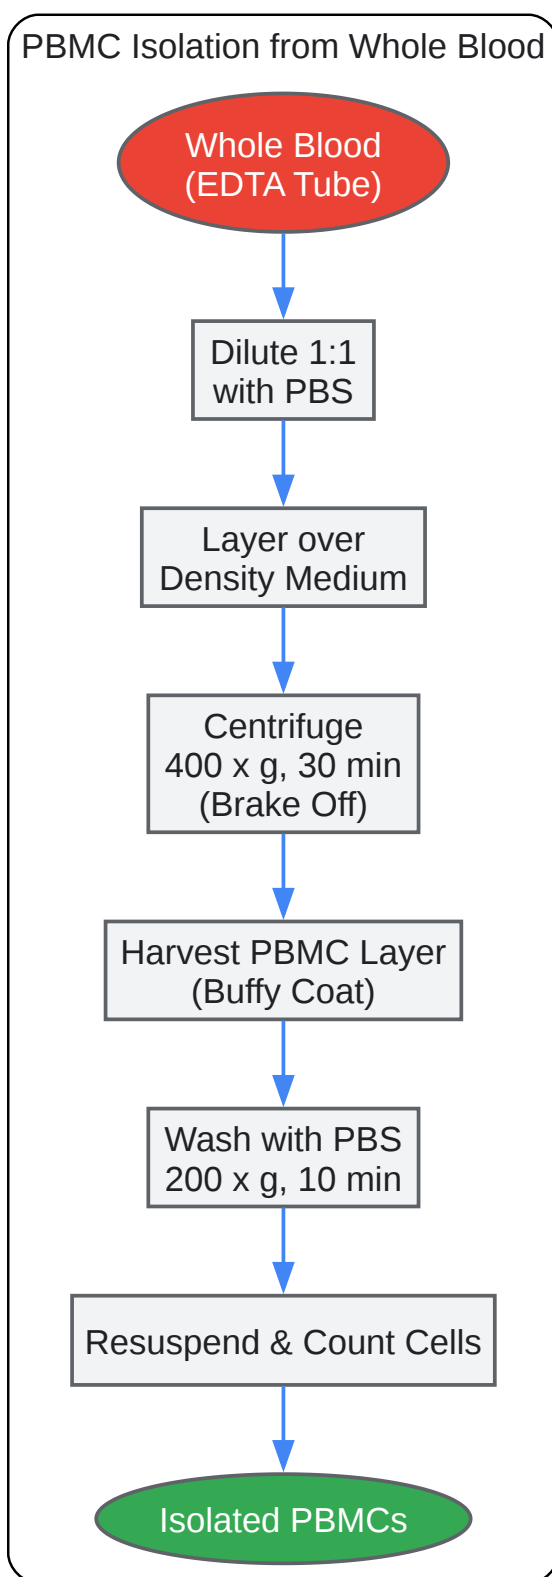 PBMC Isolation from Whole Blood
Whole Blood
(EDTA Tube)
Dilute 1:1
with PBS
Layer over
Density Medium
Centrifuge
400 x g, 30 min
(Brake Off)
Harvest PBMC Layer
(Buffy Coat)
Wash with PBS
200 x g, 10 min
Resuspend & Count Cells
Isolated PBMCs